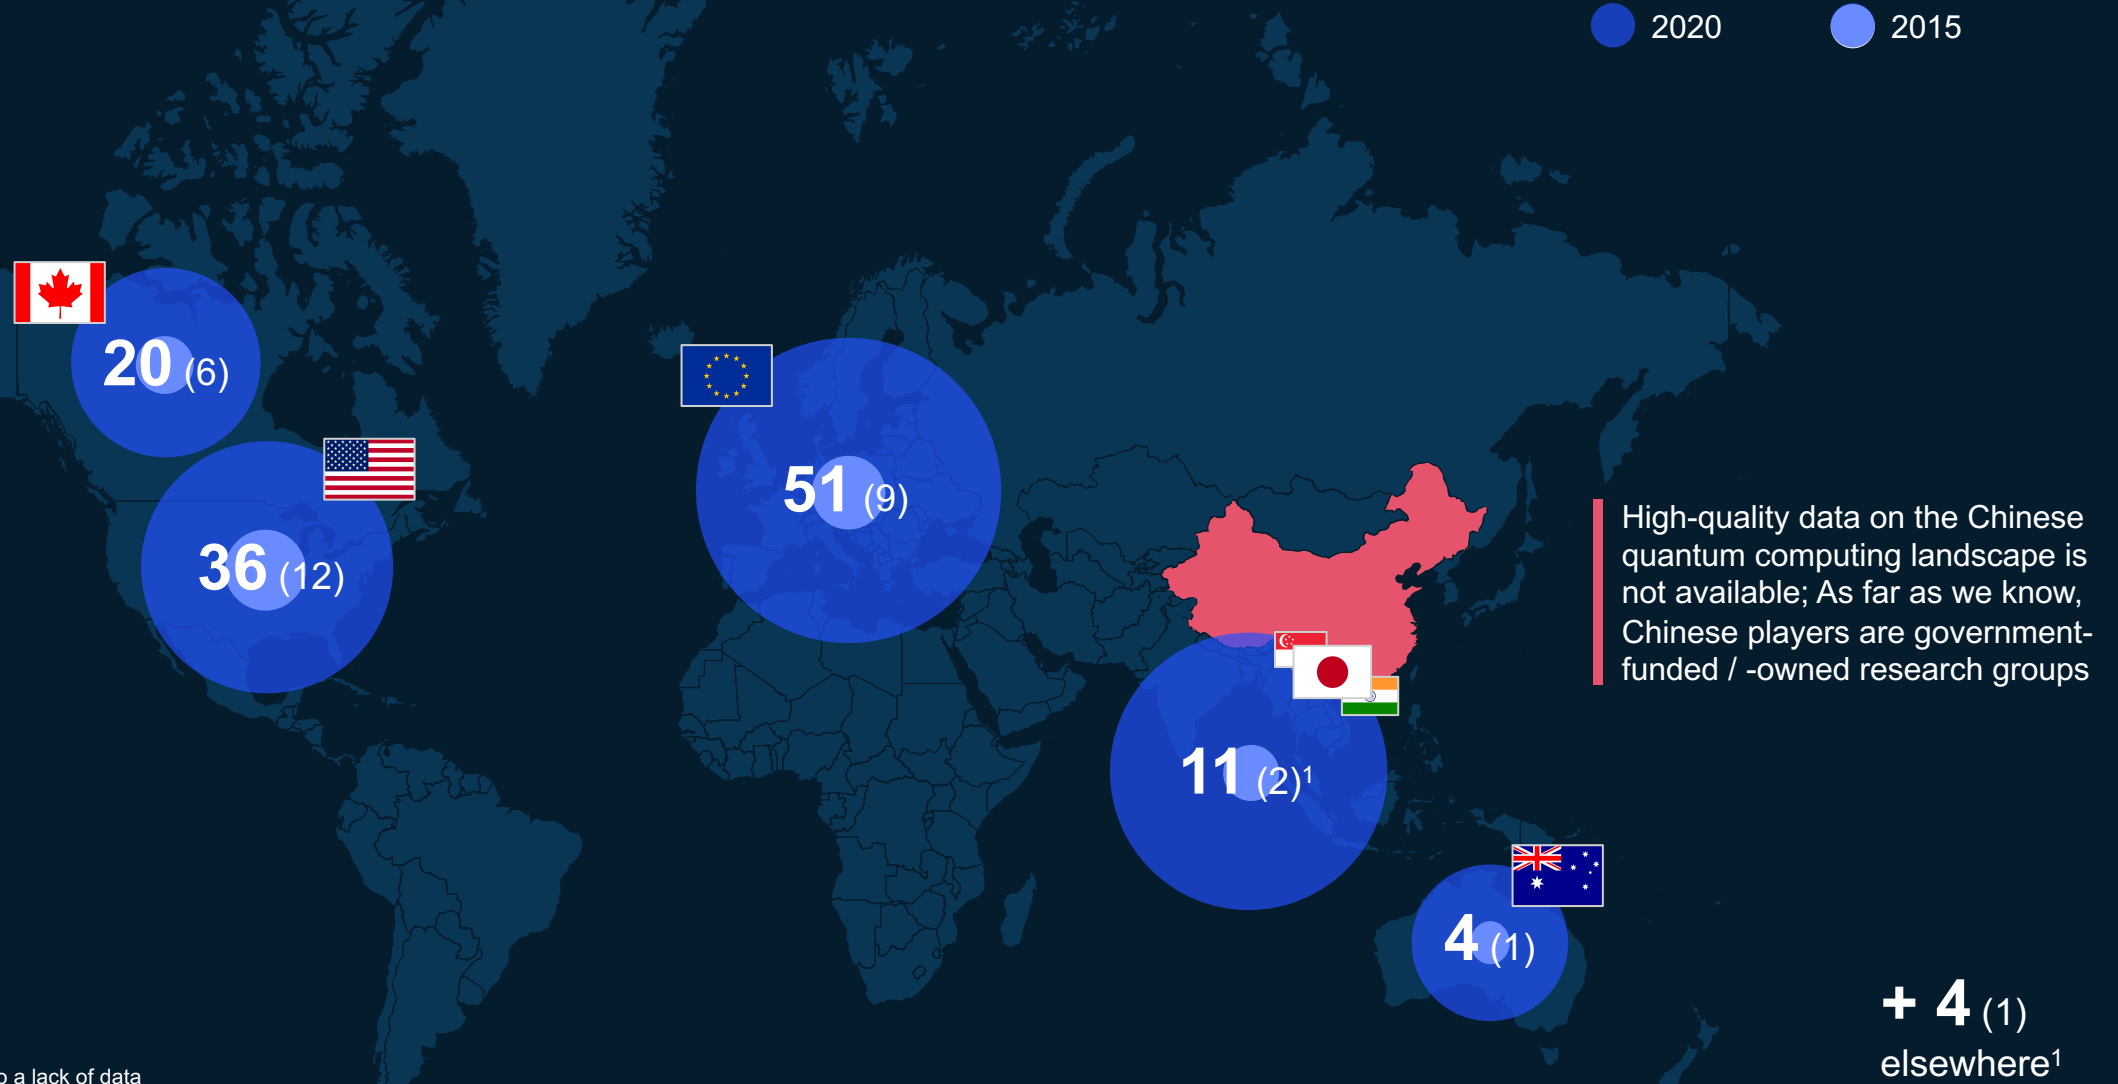 2020
2015
20 (6)
36 (12)
51 (9)
High-quality data on the Chinese
quantum computing landscape is
not available; As far as we know,
Chinese players are government-
funded / -owned research groups
11 (2)¹
4 (1)
+ 4 (1)
elsewhere¹
a lack of data